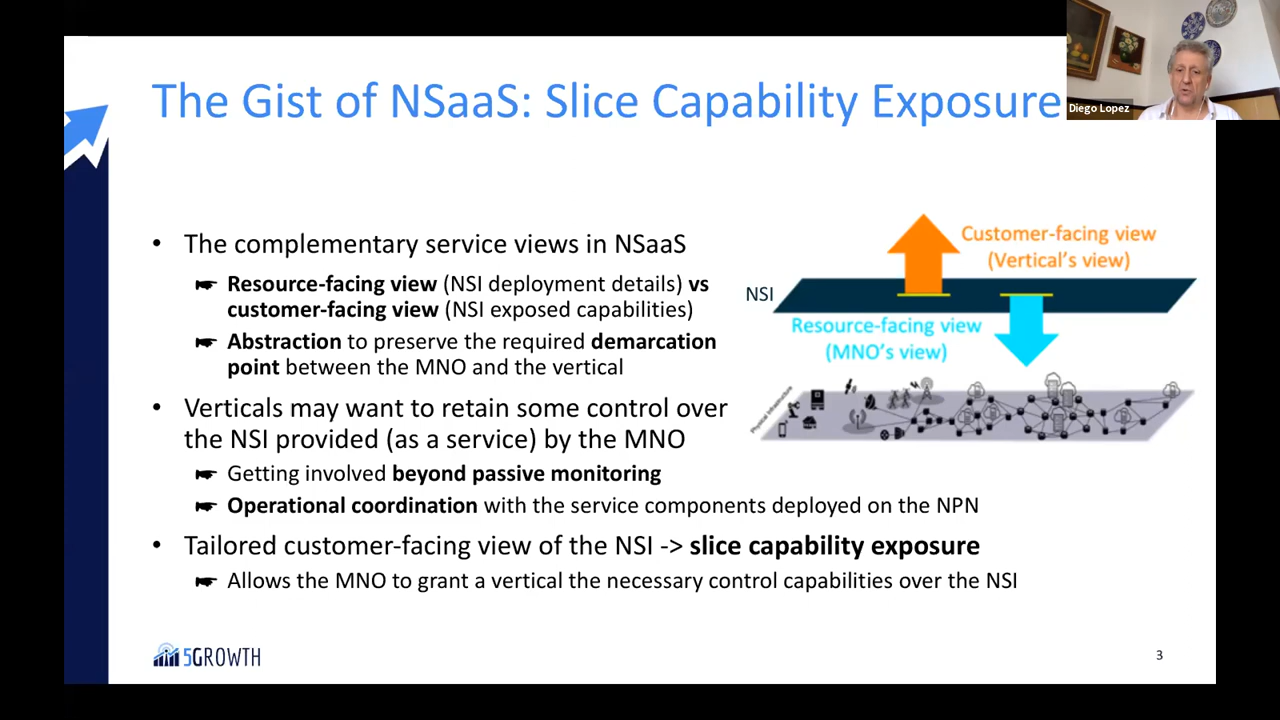 The Gist of NSaaS: Slice Capability Exposure
Diego Lopez
• The complementary service views in NSaaS
Resource-facing view (NSI deployment details) vs
customer-facing view (NSI exposed capabilities)
Abstraction to preserve the required demarcation
point between the MNO and the vertical
• Verticals may want to retain some control over
the NSI provided (as a service) by the MNO
Getting involved beyond passive monitoring
Operational coordination with the service components deployed on the NPN
• Tailored customer-facing view of the NSI -> slice capability exposure
Allows the MNO to grant a vertical the necessary control capabilities over the NSI
Customer-facing view
(Vertical's view)
NSI
Resource-facing view
(MNO's view)
Physical Infrastructure
5GROWTH
3